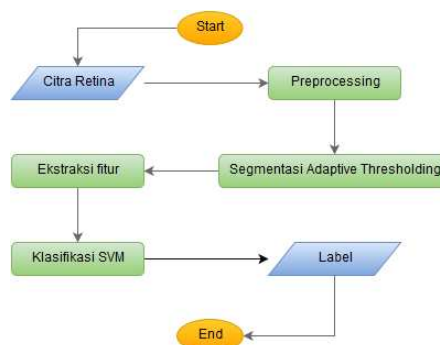 Start
Citra Retina
Preprocessing
Segmentasi Adaptive Thresholding
Ekstraksi fitur
Klasifikasi SVM
Label
End